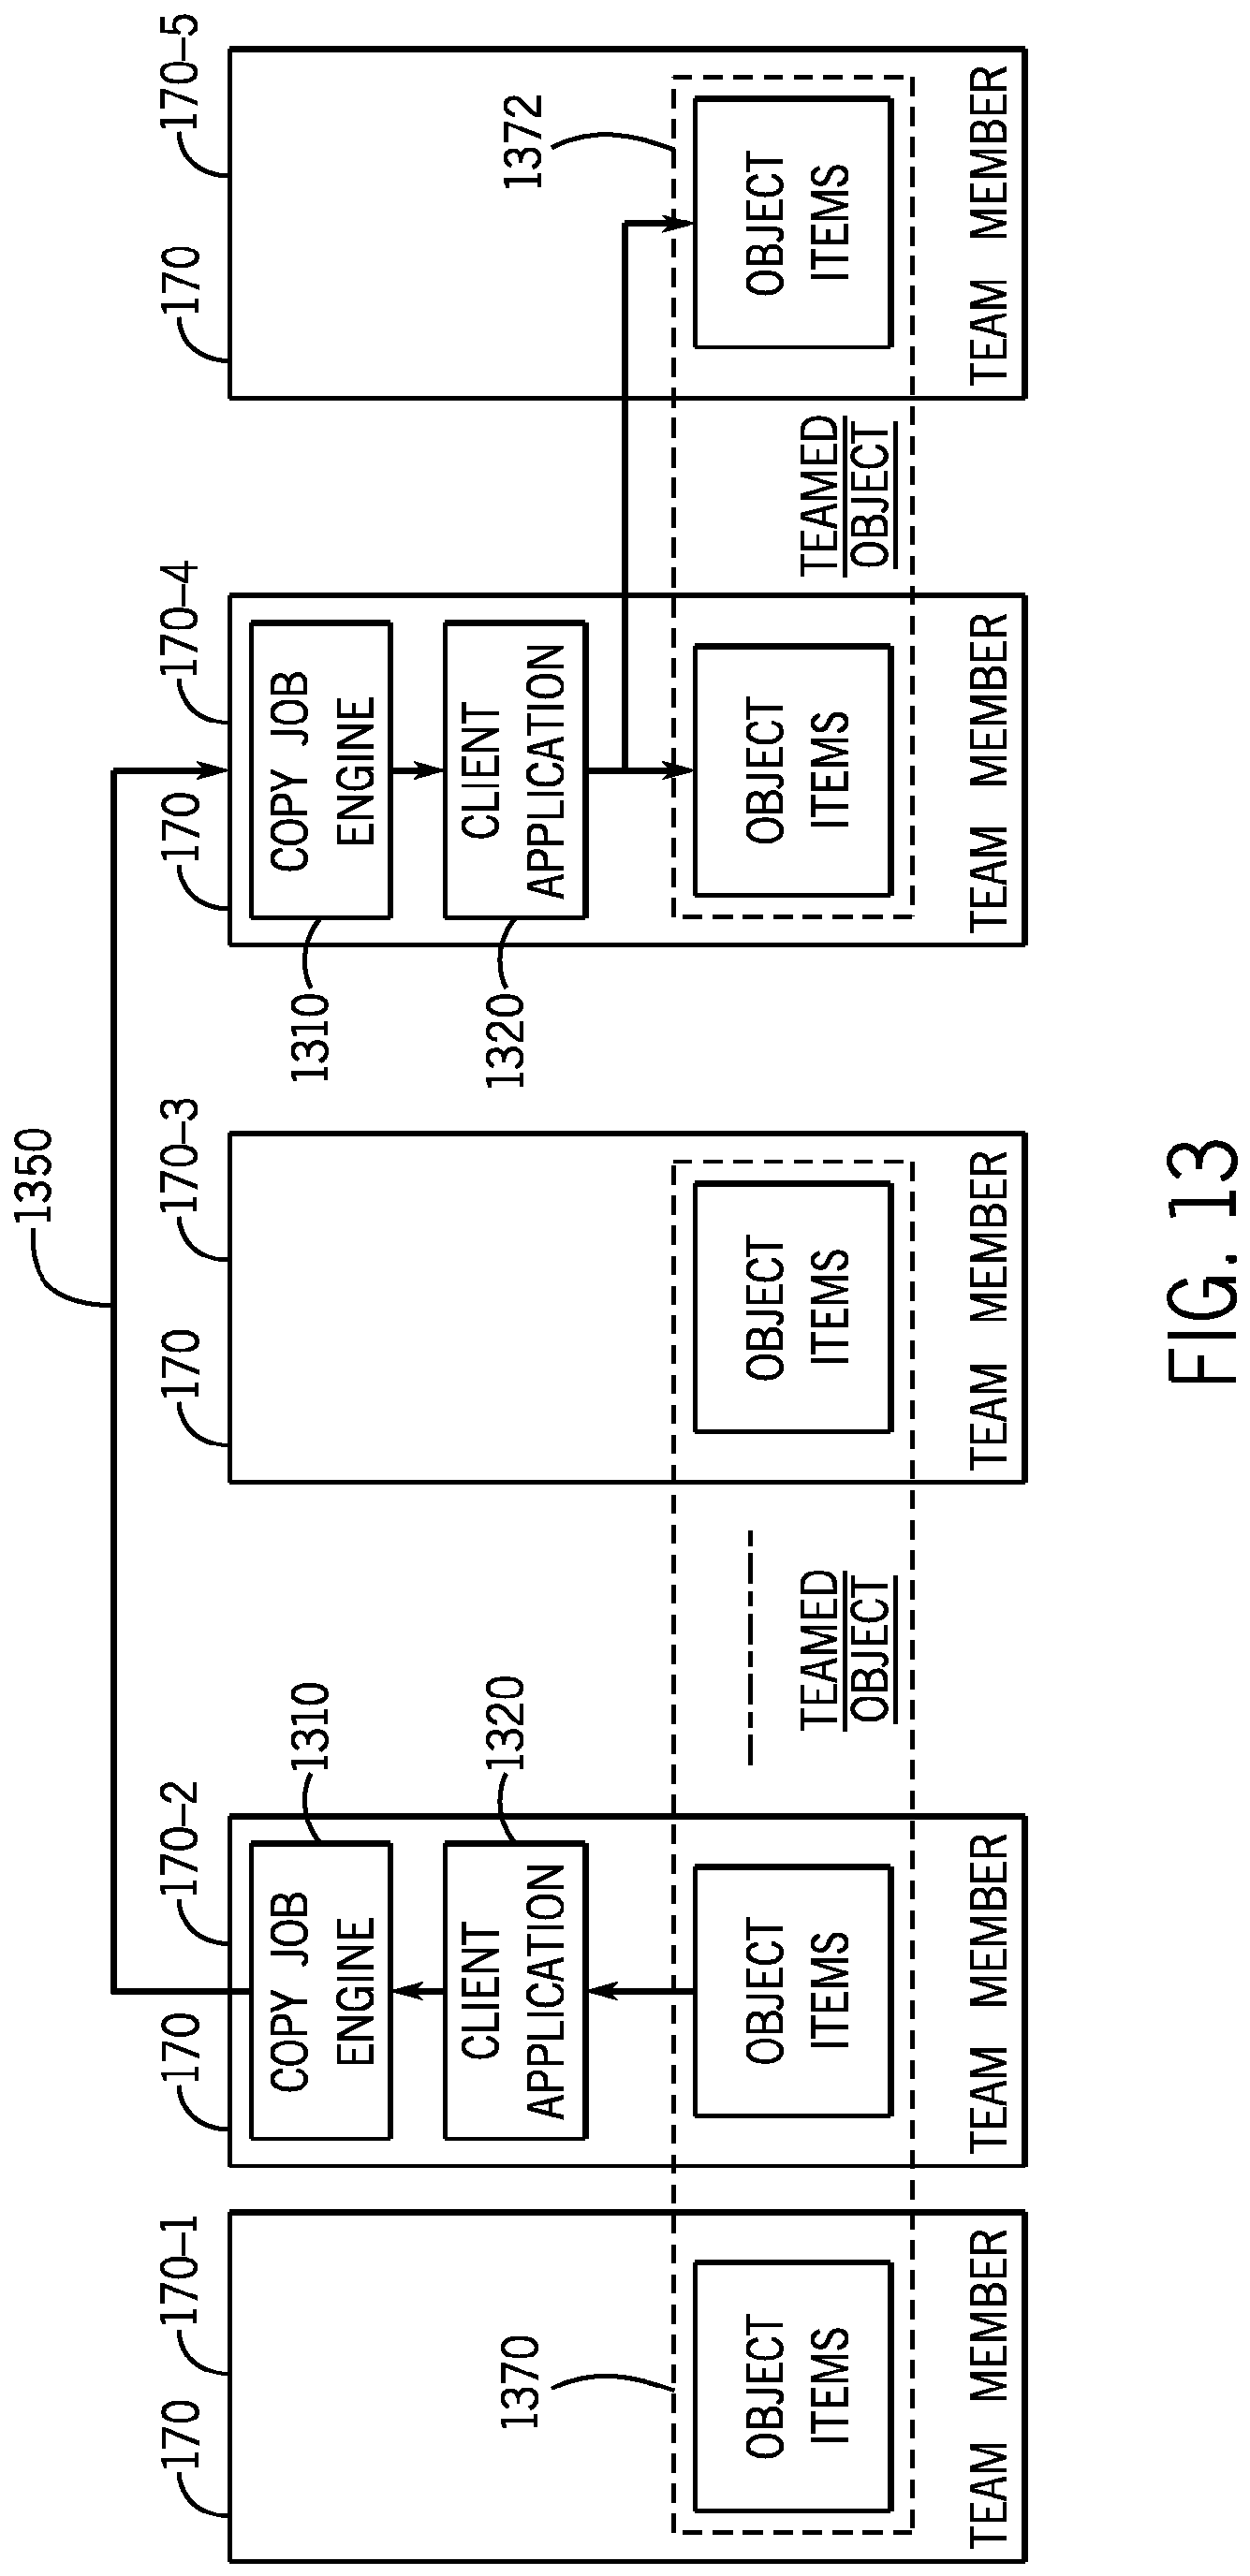 1350
170 170-1
170 170-2
170 170-3
170 170-4
170 170-5
COPY JOB
ENGINE
1310
CLIENT
APPLICATION
1320
1310
COPY JOB
ENGINE
1320
CLIENT
APPLICATION
1370
1372
OBJECT
ITEMS
OBJECT
ITEMS
OBJECT
ITEMS
OBJECT
ITEMS
OBJECT
ITEMS
TEAMED
OBJECT
TEAMED
OBJECT
TEAM MEMBER
TEAM MEMBER
TEAM MEMBER
TEAM MEMBER
TEAM MEMBER
FIG. 13